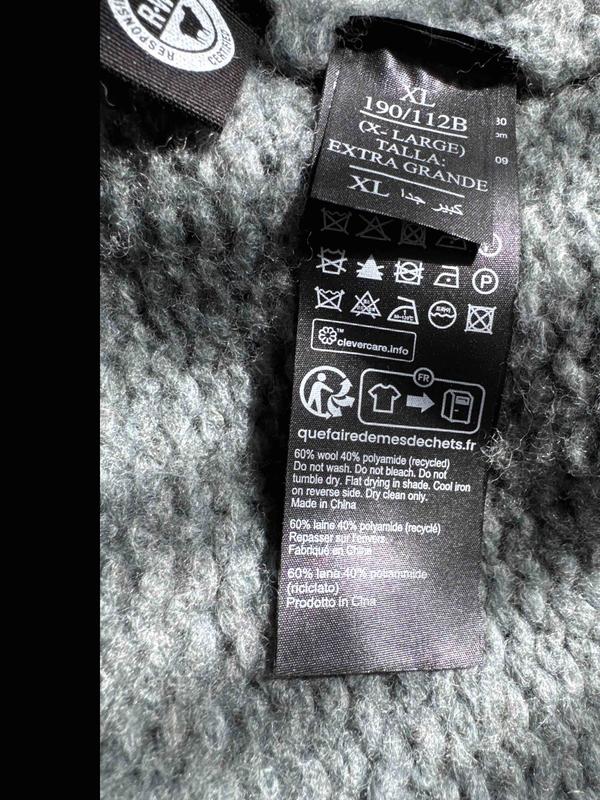 RESPONSIBLE
CERTIFIED
XL
190/112B
(X- LARGE)
TALLA:
EXTRA GRANDE
XL كبير جدا
09
P
clevercare.info
FR
quefairedemesdechets.fr
60% wool 40% polyamide (recycled)
Do not wash. Do not bleach. Do not
tumble dry. Flat drying in shade. Cool iron
on reverse side. Dry clean only.
Made in China
60% laine 40% polyamide (recyclé)
Repasser sur l'envers.
Fabriqué en Chine
60% lana 40% poliammide
(riciclato)
Prodotto in Cina